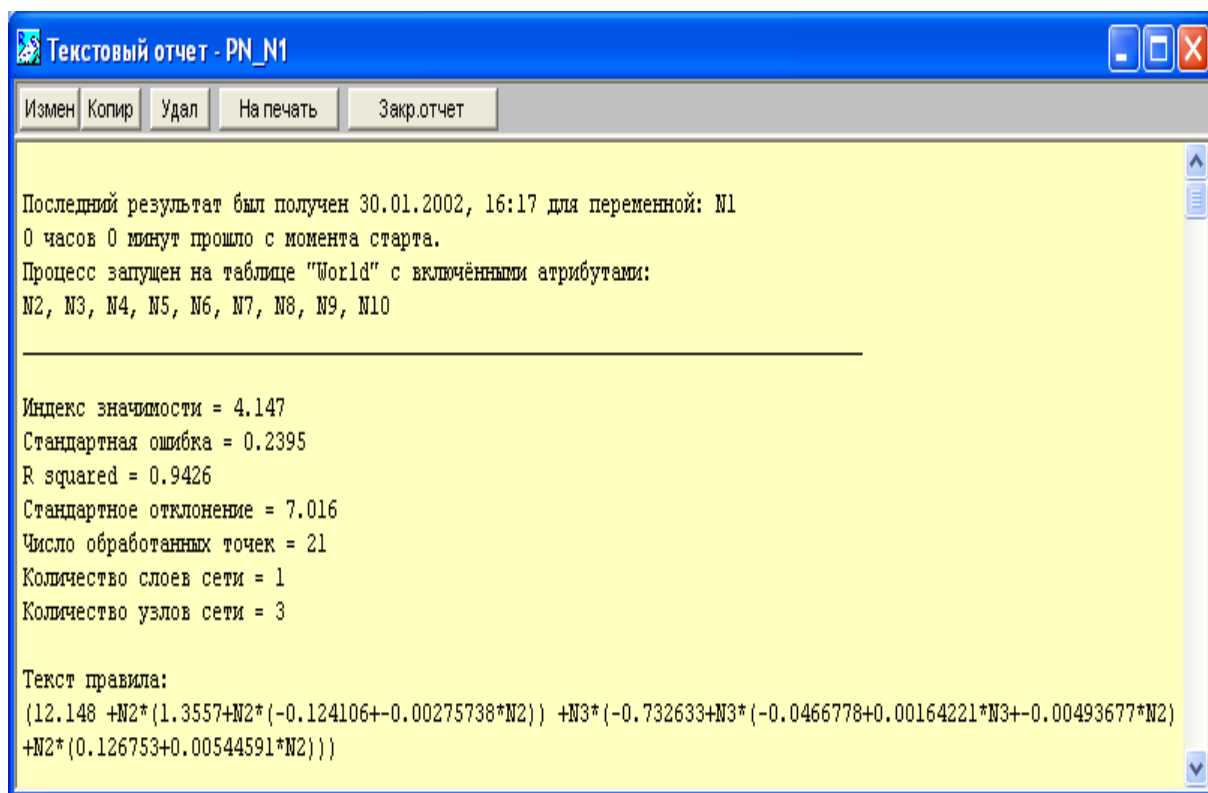 Текстовый отчет - PN_N1
Измен Копир Удал На печать Закр.отчет
Последний результат был получен 30.01.2002, 16:17 для переменной: N1
0 часов 0 минут прошло с момента старта.
Процесс запущен на таблице "World" с включёнными атрибутами:
N2, N3, N4, N5, N6, N7, N8, N9, N10
Индекс значимости = 4.147
Стандартная ошибка = 0.2395
R squared = 0.9426
Стандартное отклонение = 7.016
Число обработанных точек = 21
Количество слоев сети = 1
Количество узлов сети = 3
Текст правила:
(12.148 +N2*(1.3557+N2*(-0.124106+-0.00275738*N2)) +N3*(-0.732633+N3*(-0.0466778+0.00164221*N3+-0.00493677*N2)
+N2*(0.126753+0.00544591*N2)))